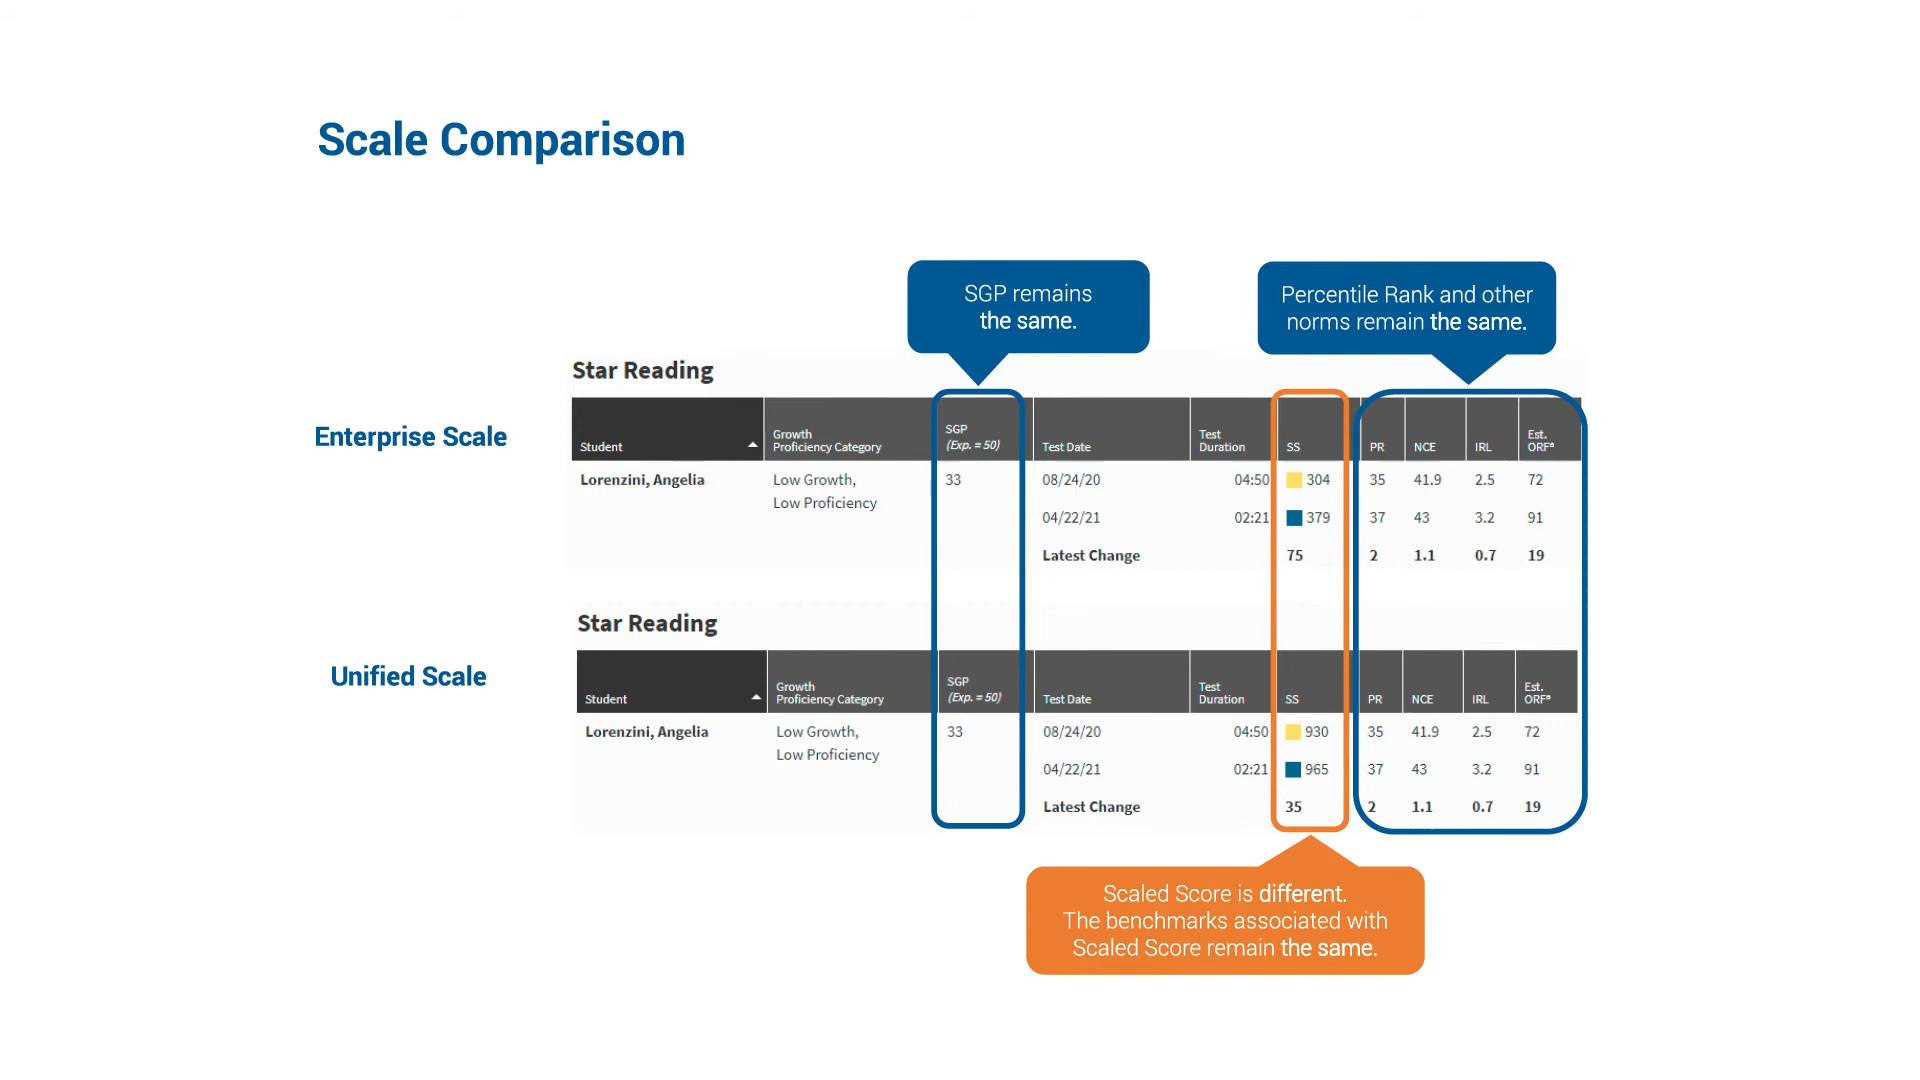 Scale Comparison
SGP remains
the same.
Percentile Rank and other
norms remain the same.
Enterprise Scale
Star Reading
Student
Growth
Proficiency Category
SGP
(Exp. = 50)
Test Date
Test
Duration
SS
PR
NCE
IRL
Est.
ORFª
Lorenzini, Angelia
Low Growth,
Low Proficiency
33
08/24/20 04:50 304 35 41.9 2.5 72
04/22/21 02:21 379 37 43 3.2 91
Latest Change 75 2 1.1 0.7 19
Unified Scale
Star Reading
Student
Growth
Proficiency Category
SGP
(Exp. = 50)
Test Date
Test
Duration
SS
PR
NCE
IRL
Est.
ORFª
Lorenzini, Angelia
Low Growth,
Low Proficiency
33
08/24/20 04:50 930 35 41.9 2.5 72
04/22/21 02:21 965 37 43 3.2 91
Latest Change 35 2 1.1 0.7 19
Scaled Score is different.
The benchmarks associated with
Scaled Score remain the same.